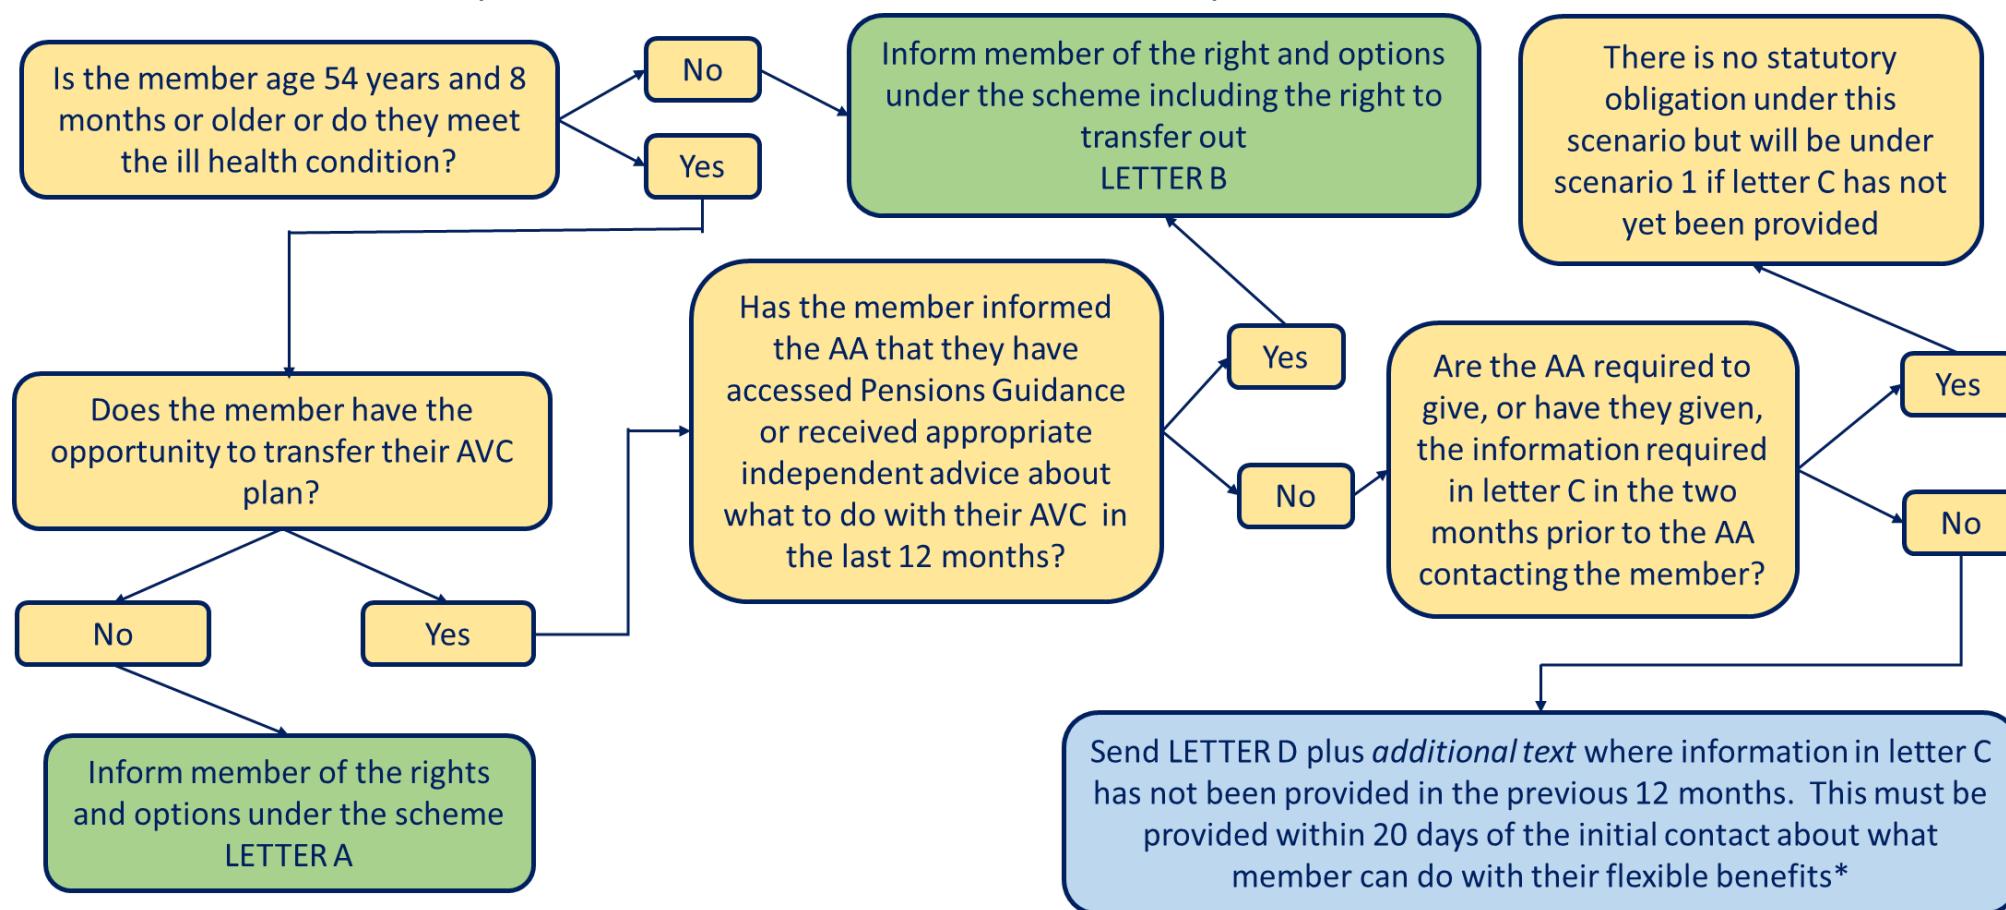 Is the member age 54 years and 8
months or older or do they meet
the ill health condition?
No
Yes
Inform member of the right and options
under the scheme including the right to
transfer out
LETTER B
There is no statutory
obligation under this
scenario but will be under
scenario 1 if letter C has not
yet been provided
Does the member have the
opportunity to transfer their AVC
plan?
No
Yes
Has the member informed
the AA that they have
accessed Pensions Guidance
or received appropriate
independent advice about
what to do with their AVC in
the last 12 months?
Yes
No
Are the AA required to
give, or have they given,
the information required
in letter C in the two
months prior to the AA
contacting the member?
Yes
No
Inform member of the rights
and options under the scheme
LETTER A
Send LETTER D plus additional text where information in letter C
has not been provided in the previous 12 months. This must be
provided within 20 days of the initial contact about what
member can do with their flexible benefits*